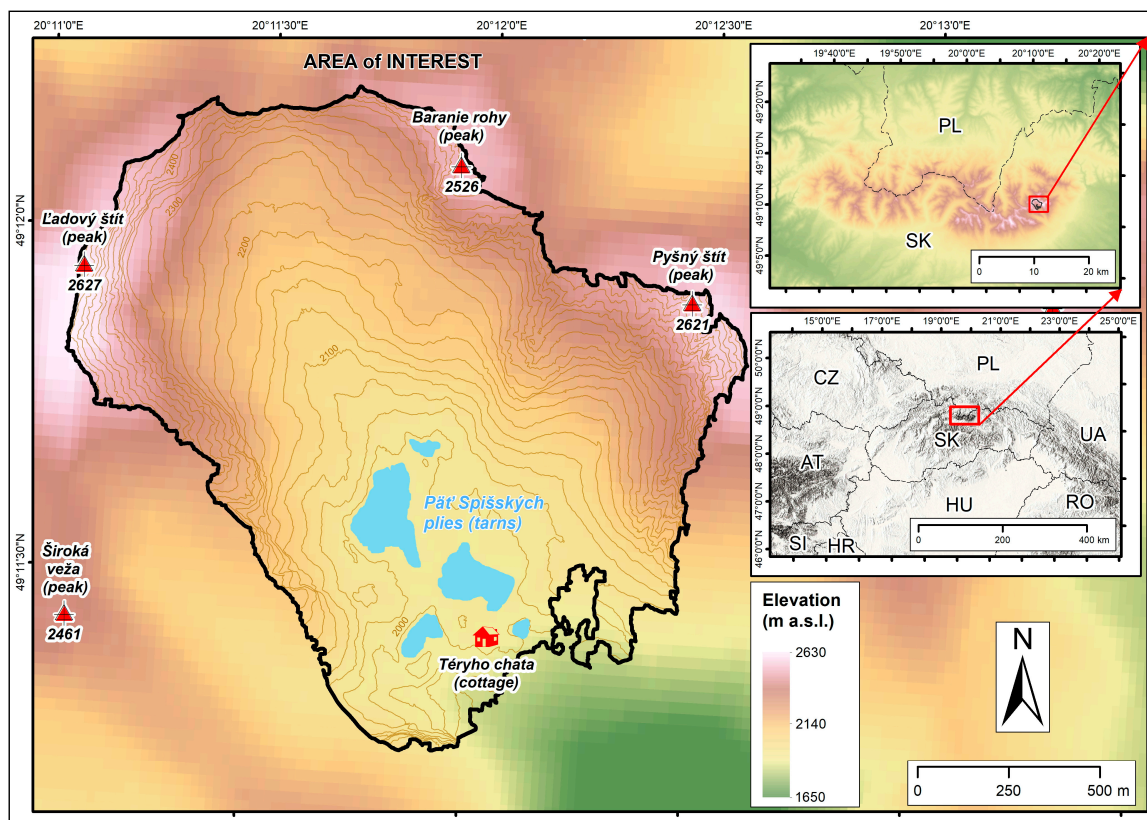 20°11'0"E
20°11'30"E
20°12'0"E
20°12'30"E
20°13'0"E
AREA of INTEREST
49°12'0"N
49°11'30"N
Baranie rohy
(peak)
2526
Ľadový štít
(peak)
2627
Pyšný štít
(peak)
2621
Široká
veža
(peak)
2461
2400
2300
2200
2100
2000
Päť Spišských
plies (tarns)
Téryho chata
(cottage)
19°40'0"E
19°50'0"E
20°0'0"E
20°10'0"E
20°20'0"E
49°20'0"N
49°15'0"N
49°10'0"N
49°5'0"N
PL
SK
0 10 20 km
15°0'0"E
17°0'0"E
19°0'0"E
21°0'0"E
23°0'0"E
25°0'0"E
50°0'0"N
49°0'0"N
48°0'0"N
47°0'0"N
46°0'0"N
PL
CZ
SK
UA
AT
HU
RO
SI
HR
0 200 400 km
Elevation
(m a.s.l.)
2630
2140
1650
N
0 250 500 m